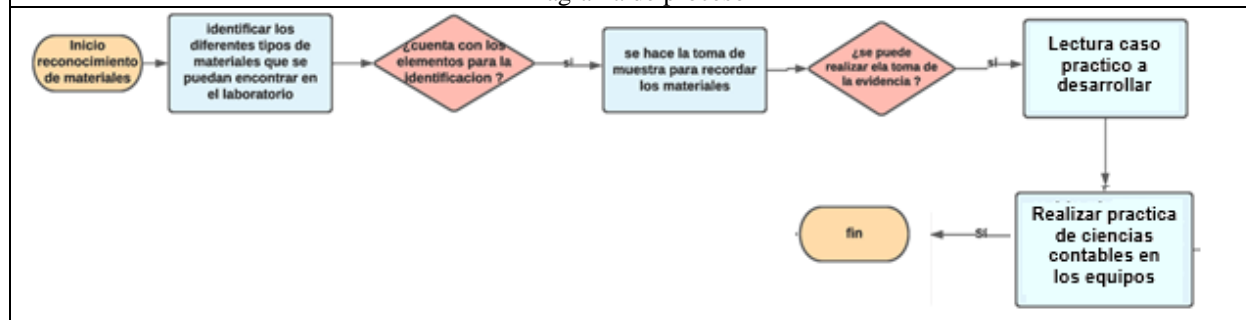 Inicio
reconocimiento
de materiales
identificar los
diferentes tipos de
materiales que se
puedan encontrar en
el laboratorio
¿cuenta con los
elementos para la
identificacion ?
si
se hace la toma de
muestra para recordar
los materiales
¿se puede
realizar ela toma de
la evidencia ?
si
Lectura caso
practico a
desarrollar
Realizar practica
de ciencias
contables en
los equipos
Sí
fin